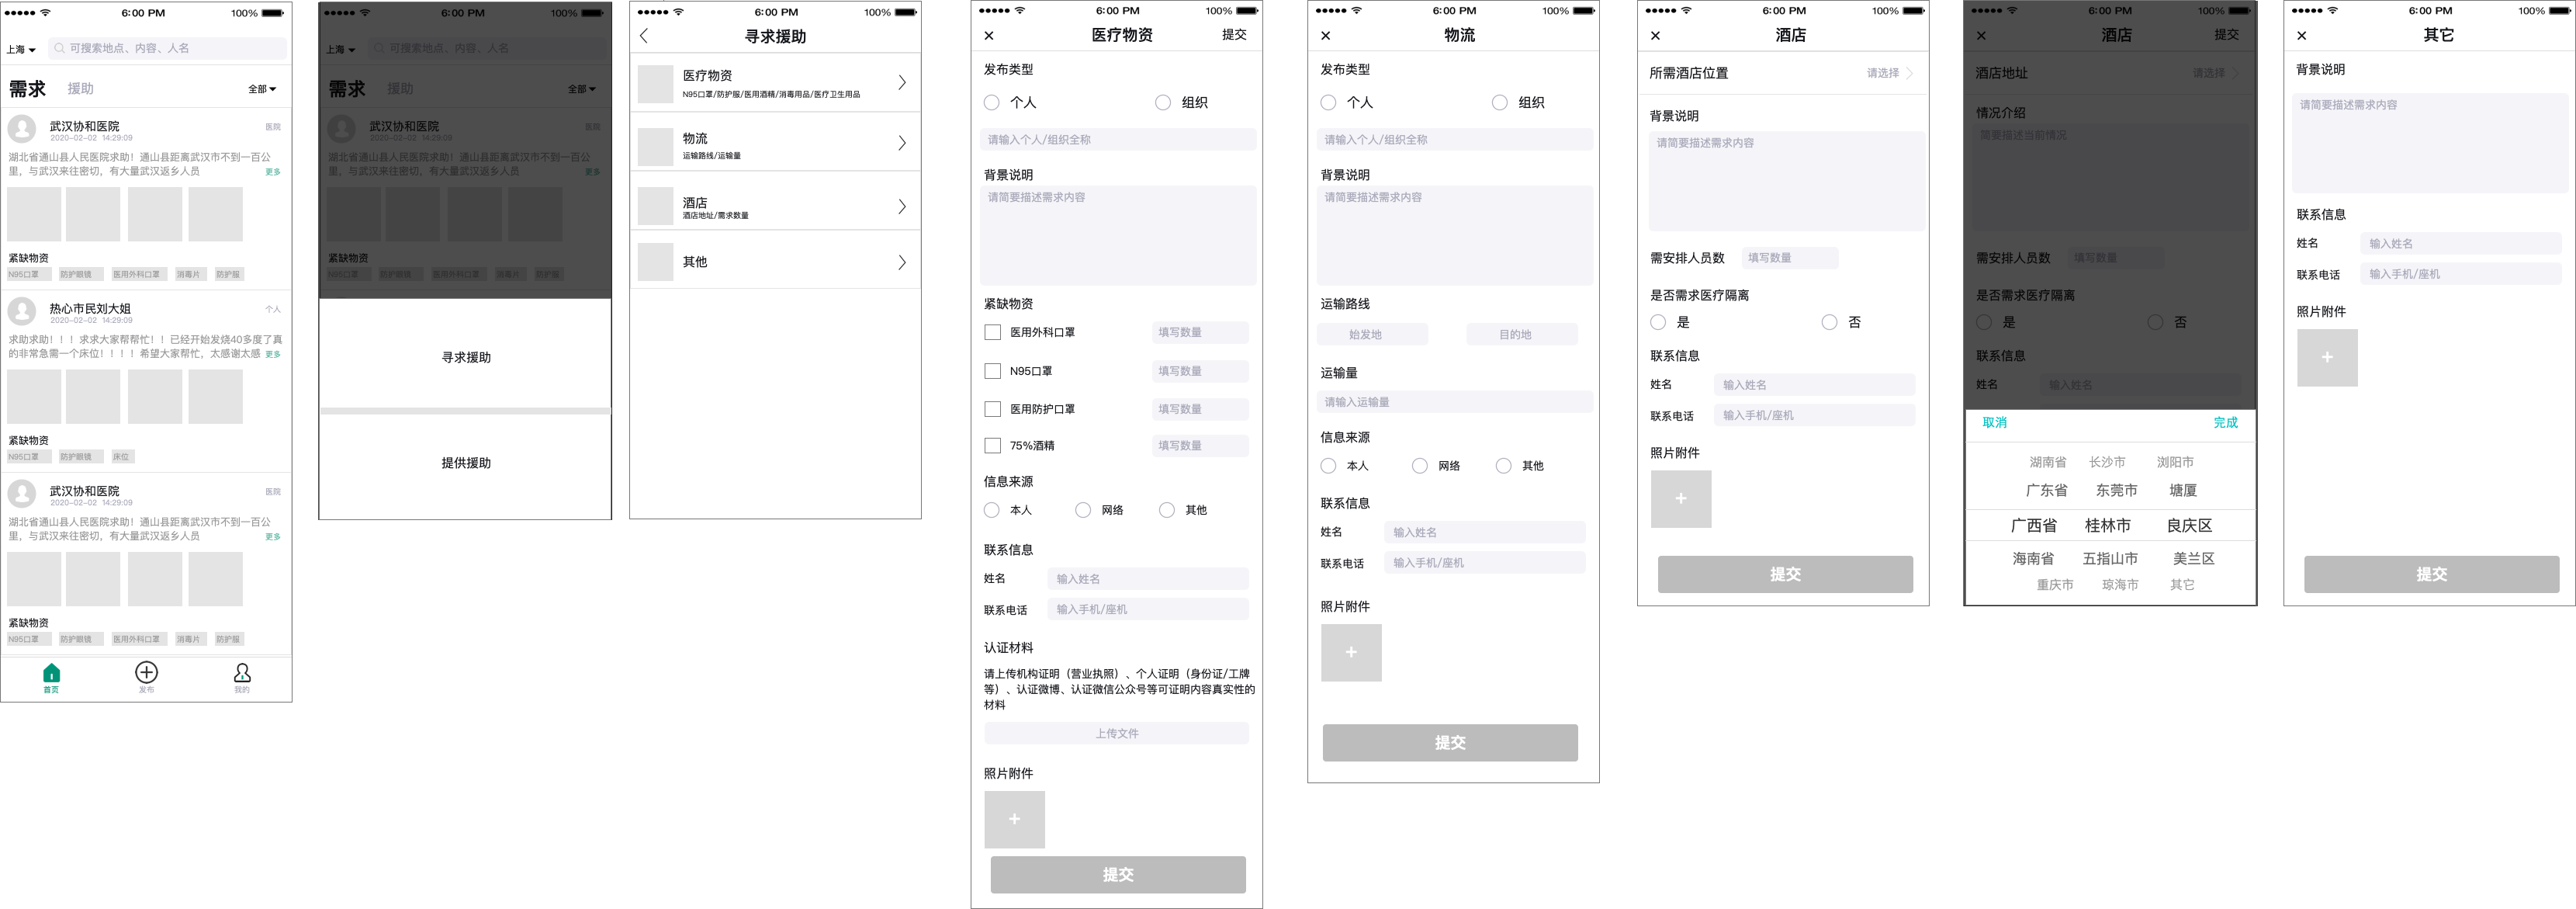 6:00 PM
100%
上海
可搜索地点、内容、人名
需求
援助
全部
武汉协和医院
医院
2020-02-02 14:29:09
湖北省通山县人民医院求助！通山县距离武汉市不到一百公
里，与武汉来往密切，有大量武汉返乡人员
更多
紧缺物资
N95口罩
防护眼镜
医用外科口罩
消毒片
防护服
热心市民刘大姐
个人
2020-02-02 14:29:09
求助求助！！！求求大家帮帮忙！！已经开始发烧40多度了真
的非常急需一个床位！！！！希望大家帮忙，太感谢太感
更多
紧缺物资
N95口罩
防护眼镜
床位
武汉协和医院
医院
2020-02-02 14:29:09
湖北省通山县人民医院求助！通山县距离武汉市不到一百公
里，与武汉来往密切，有大量武汉返乡人员
更多
紧缺物资
N95口罩
防护眼镜
医用外科口罩
消毒片
防护服
首页
发布
我的
6:00 PM
100%
上海
可搜索地点、内容、人名
需求
援助
全部
武汉协和医院
医院
2020-02-02 14:29:09
湖北省通山县人民医院求助！通山县距离武汉市不到一百公
里，与武汉来往密切，有大量武汉返乡人员
更多
紧缺物资
N95口罩
防护眼镜
医用外科口罩
消毒片
防护服
寻求援助
提供援助
6:00 PM
100%
寻求援助
医疗物资
N95口罩/防护服/医用酒精/消毒用品/医疗卫生用品
物流
运输路线/运输量
酒店
酒店地址/需求数量
其他
6:00 PM
100%
×
医疗物资
提交
发布类型
个人
组织
请输入个人/组织全称
背景说明
请简要描述需求内容
紧缺物资
医用外科口罩
填写数量
N95口罩
填写数量
医用防护口罩
填写数量
75%酒精
填写数量
信息来源
本人
网络
其他
联系信息
姓名
输入姓名
联系电话
输入手机/座机
认证材料
请上传机构证明（营业执照）、个人证明（身份证/工牌
等）、认证微博、认证微信公众号等可证明内容真实性的
材料
上传文件
照片附件
+
提交
6:00 PM
100%
×
物流
发布类型
个人
组织
请输入个人/组织全称
背景说明
请简要描述需求内容
运输路线
始发地
目的地
运输量
请输入运输量
信息来源
本人
网络
其他
联系信息
姓名
输入姓名
联系电话
输入手机/座机
照片附件
+
提交
6:00 PM
100%
×
酒店
所需酒店位置
请选择
背景说明
请简要描述需求内容
需安排人员数
填写数量
是否需求医疗隔离
是
否
联系信息
姓名
输入姓名
联系电话
输入手机/座机
照片附件
+
提交
6:00 PM
100%
×
酒店
提交
酒店地址
请选择
情况介绍
简要描述当前情况
需安排人员数
填写数量
是否需求医疗隔离
是
否
联系信息
姓名
输入姓名
取消
完成
湖南省 长沙市 浏阳市
广东省 东莞市 塘厦
广西省 桂林市 良庆区
海南省 五指山市 美兰区
重庆市 琼海市 其它
6:00 PM
100%
×
其它
背景说明
请简要描述需求内容
联系信息
姓名
输入姓名
联系电话
输入手机/座机
照片附件
+
提交